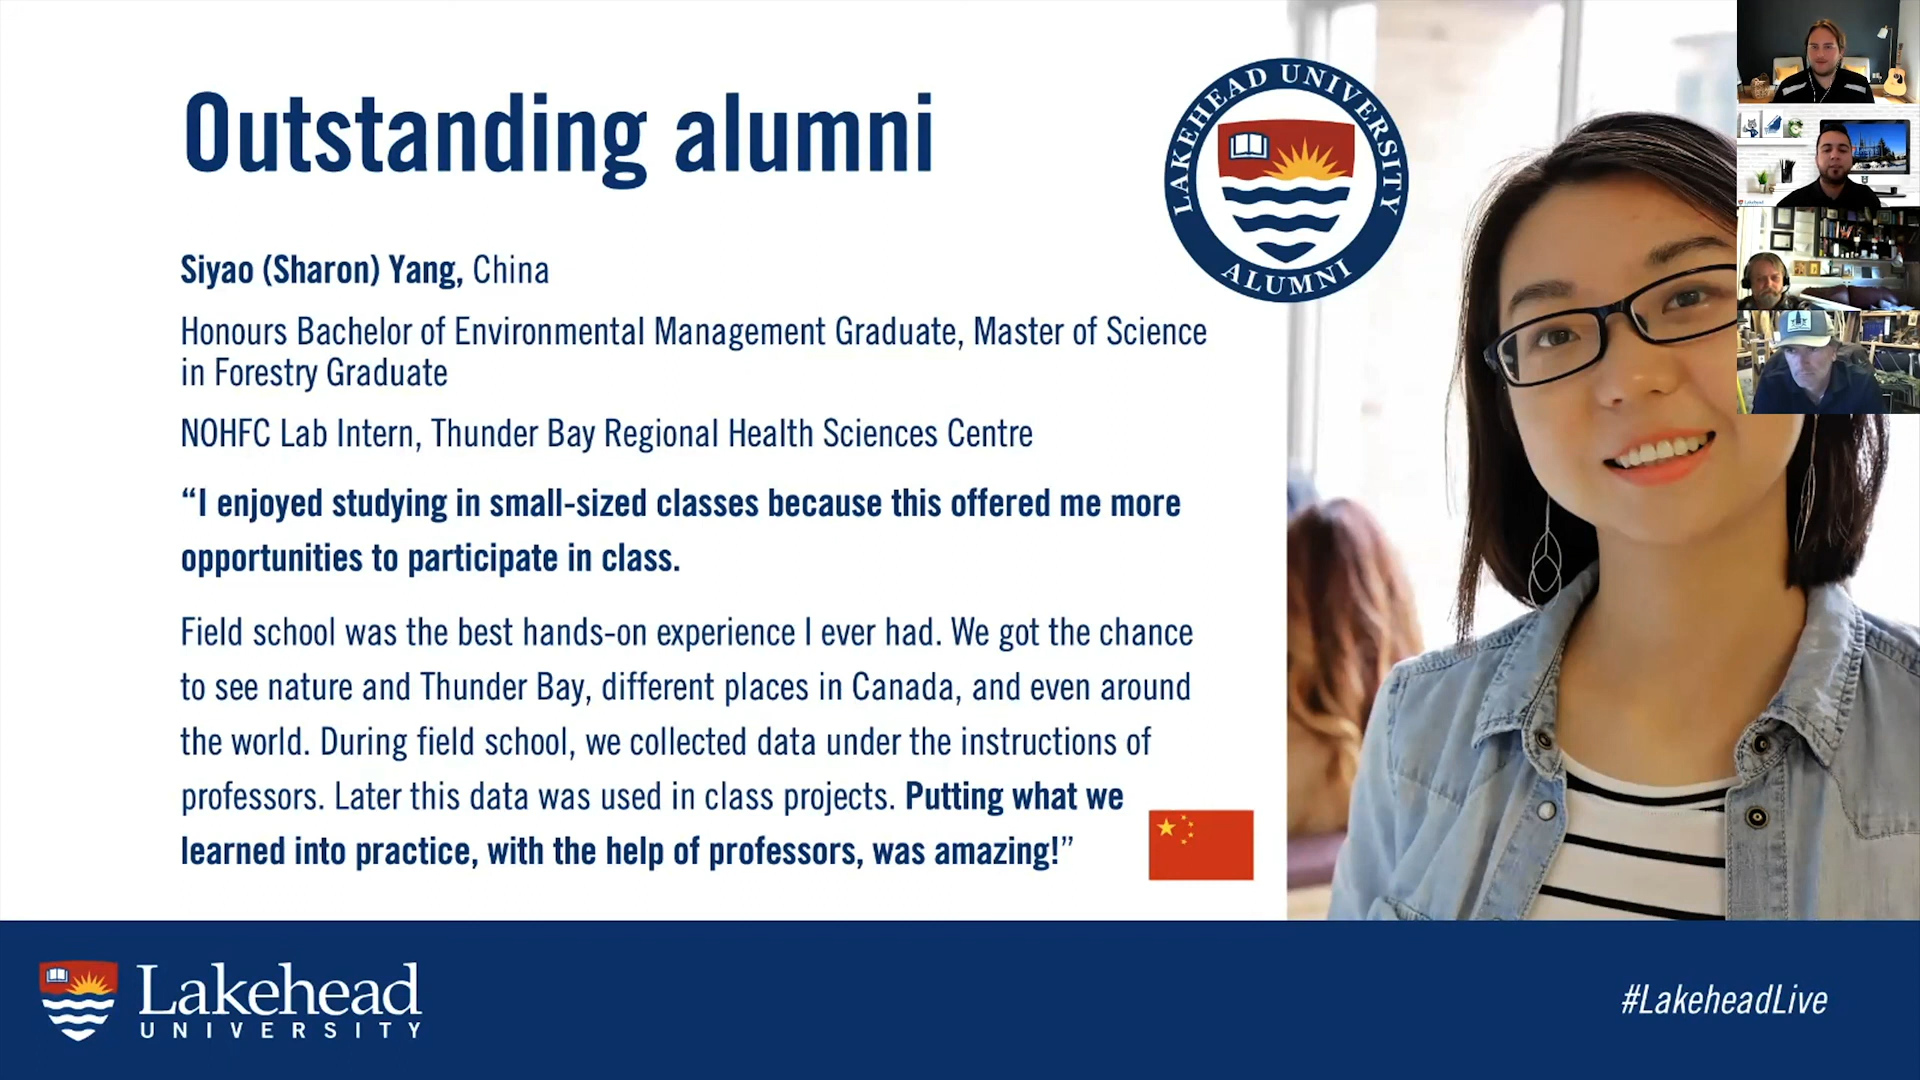 Outstanding alumni
LAKEHEAD UNIVERSITY
ALUMNI
Siyao (Sharon) Yang, China
Honours Bachelor of Environmental Management Graduate, Master of Science
in Forestry Graduate
NOHFC Lab Intern, Thunder Bay Regional Health Sciences Centre
“I enjoyed studying in small-sized classes because this offered me more
opportunities to participate in class.
Field school was the best hands-on experience I ever had. We got the chance
to see nature and Thunder Bay, different places in Canada, and even around
the world. During field school, we collected data under the instructions of
professors. Later this data was used in class projects. Putting what we
learned into practice, with the help of professors, was amazing!”
Lakehead
UNIVERSITY
#LakeheadLive